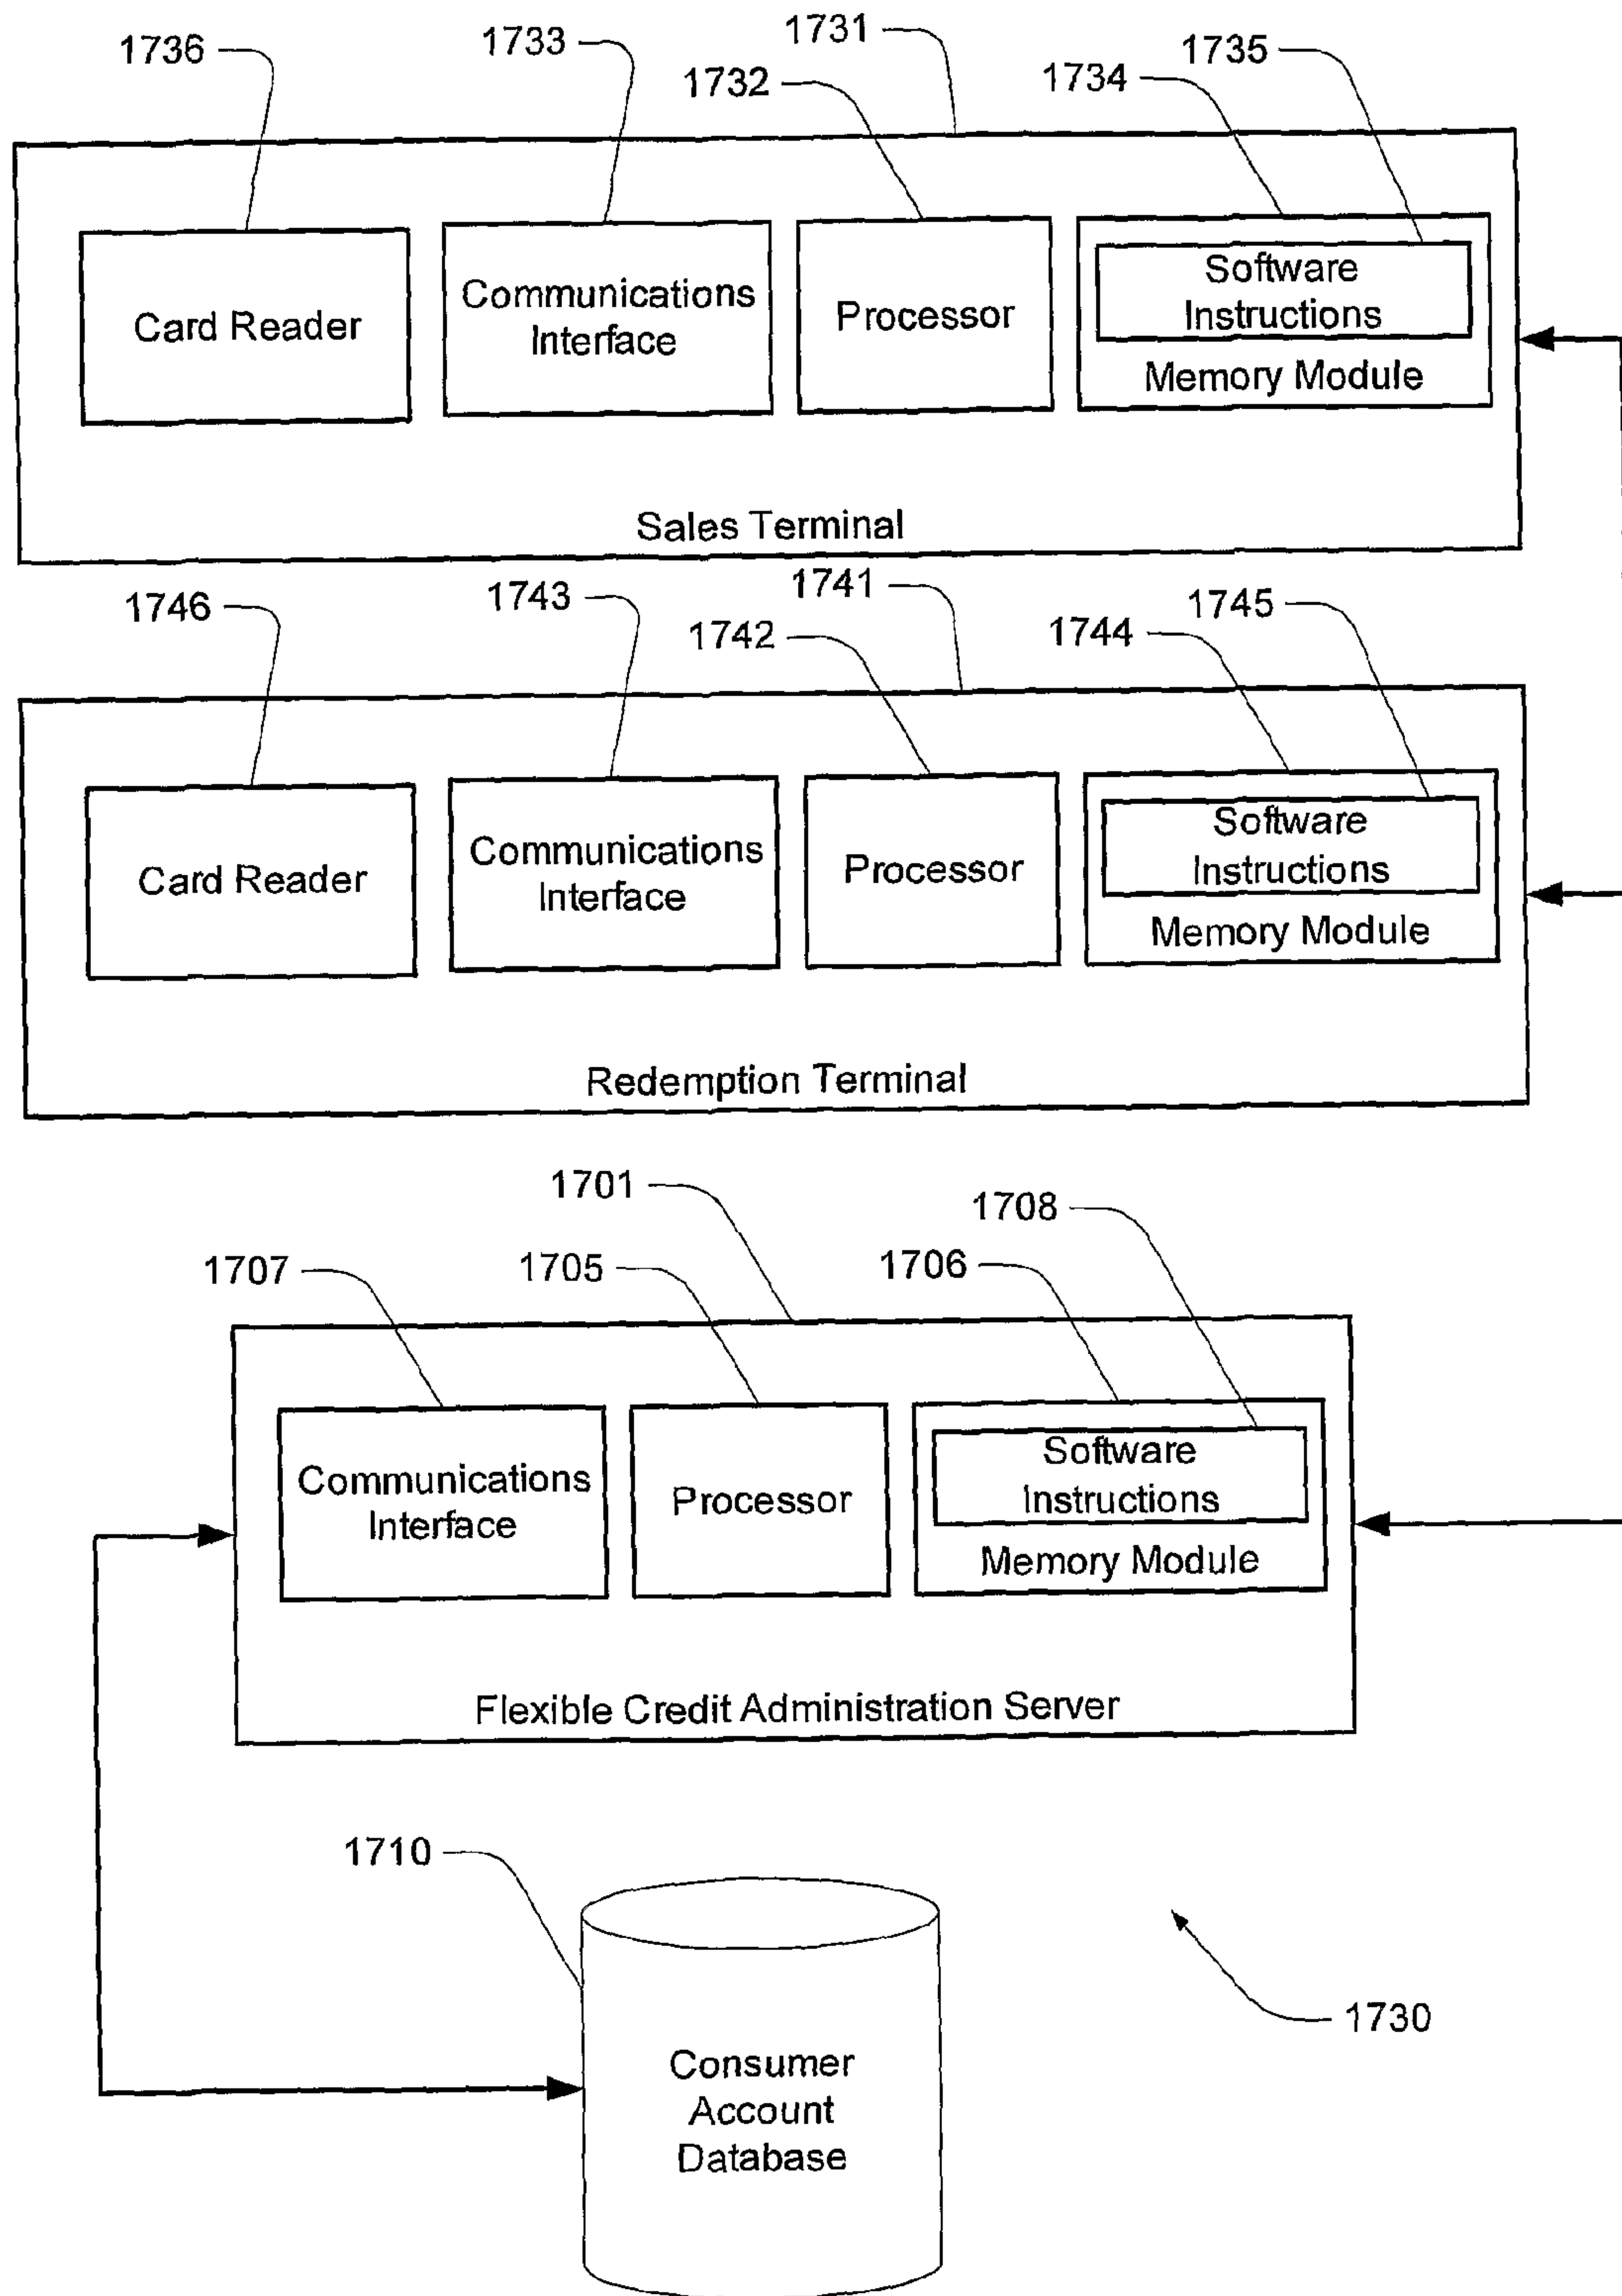 1736
1733
1731
1732
1735
1734
Card Reader
Communications
Interface
Processor
Software
Instructions
Memory Module
Sales Terminal
1746
1743
1741
1742
1745
1744
Card Reader
Communications
Interface
Processor
Software
Instructions
Memory Module
Redemption Terminal
1701
1708
1707
1705
1706
Communications
Interface
Processor
Software
Instructions
Memory Module
Flexible Credit Administration Server
1710
1730
Consumer
Account
Database